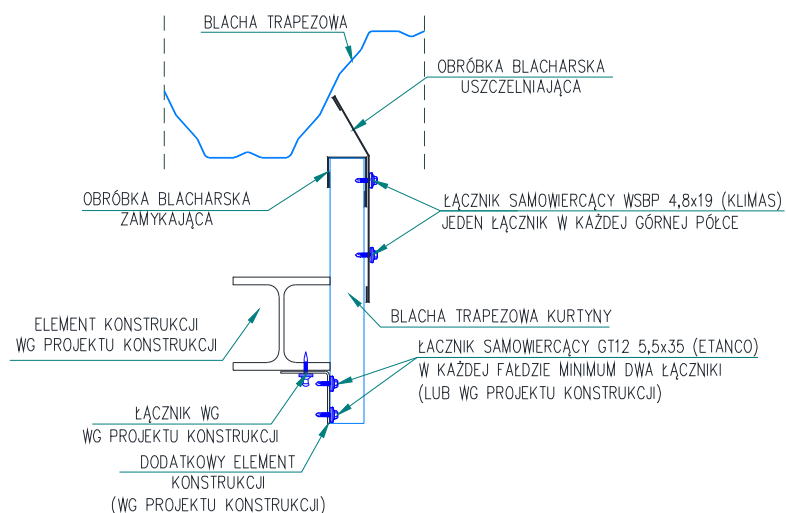 BLACHA TRAPEZOWA
OBRÓBKA BLACHARSKA
USZCZELNIAJĄCA
OBRÓBKA BLACHARSKA
ZAMYKAJĄCA
ŁĄCZNIK SAMOWIERCĄCY WSBP 4,8x19 (KLIMAS)
JEDEN ŁĄCZNIK W KAŻDEJ GÓRNEJ PÓŁCE
BLACHA TRAPEZOWA KURTYNY
ELEMENT KONSTRUKCJI
WG PROJEKTU KONSTRUKCJI
ŁACZNIK SAMOWIERCĄCY GT12 5,5x35 (ETANCO)
W KAŻDEJ FAŁDZIE MINIMUM DWA ŁĄCZNIKI
(LUB WG PROJEKTU KONSTRUKCJI)
ŁĄCZNIK WG
WG PROJEKTU KONSTRUKCJI
DODATKOWY ELEMENT
KONSTRUKCJI
(WG PROJEKTU KONSTRUKCJI)